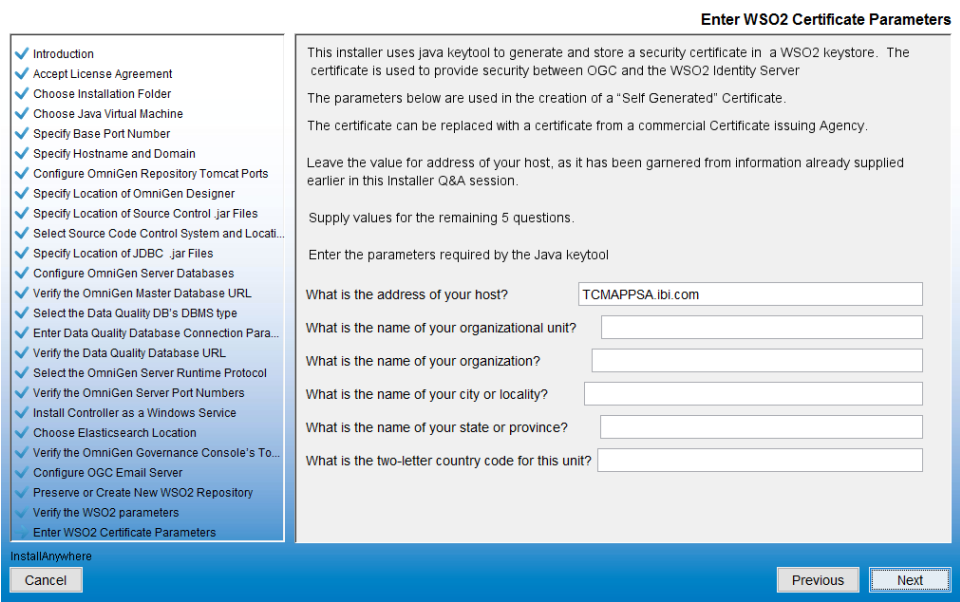 Enter WSO2 Certificate Parameters
Introduction
Accept License Agreement
Choose Installation Folder
Choose Java Virtual Machine
Specify Base Port Number
Specify Hostname and Domain
Configure OmniGen Repository Tomcat Ports
Specify Location of OmniGen Designer
Specify Location of Source Control .jar Files
Select Source Code Control System and Locati...
Specify Location of JDBC .jar Files
Configure OmniGen Server Databases
Verify the OmniGen Master Database URL
Select the Data Quality DB's DBMS type
Enter Data Quality Database Connection Para...
Verify the Data Quality Database URL
Select the OmniGen Server Runtime Protocol
Verify the OmniGen Server Port Numbers
Install Controller as a Windows Service
Choose Elasticsearch Location
Verify the OmniGen Governance Console's To...
Configure OGC Email Server
Preserve or Create New WSO2 Repository
Verify the WSO2 parameters
Enter WSO2 Certificate Parameters
This installer uses java keytool to generate and store a security certificate in a WSO2 keystore. The
certificate is used to provide security between OGC and the WSO2 Identity Server
The parameters below are used in the creation of a “Self Generated” Certificate.
The certificate can be replaced with a certificate from a commercial Certificate issuing Agency.
Leave the value for address of your host, as it has been garnered from information already supplied
earlier in this Installer Q&A session.
Supply values for the remaining 5 questions.
Enter the parameters required by the Java keytool
What is the address of your host? TCMAPPSA.ibi.com
What is the name of your organizational unit?
What is the name of your organization?
What is the name of your city or locality?
What is the name of your state or province?
What is the two-letter country code for this unit?
InstallAnywhere
Cancel Previous Next